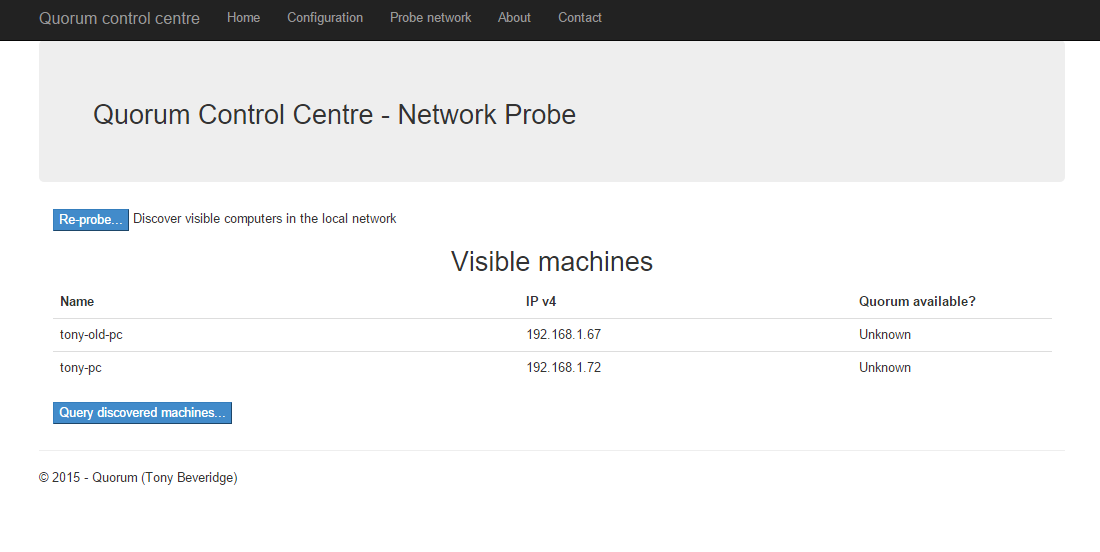 Quorum control centre Home Configuration Probe network About Contact
Quorum Control Centre - Network Probe
Re-probe... Discover visible computers in the local network
Visible machines
Name IP v4 Quorum available?
tony-old-pc 192.168.1.67 Unknown
tony-pc 192.168.1.72 Unknown
Query discovered machines...
© 2015 - Quorum (Tony Beveridge)